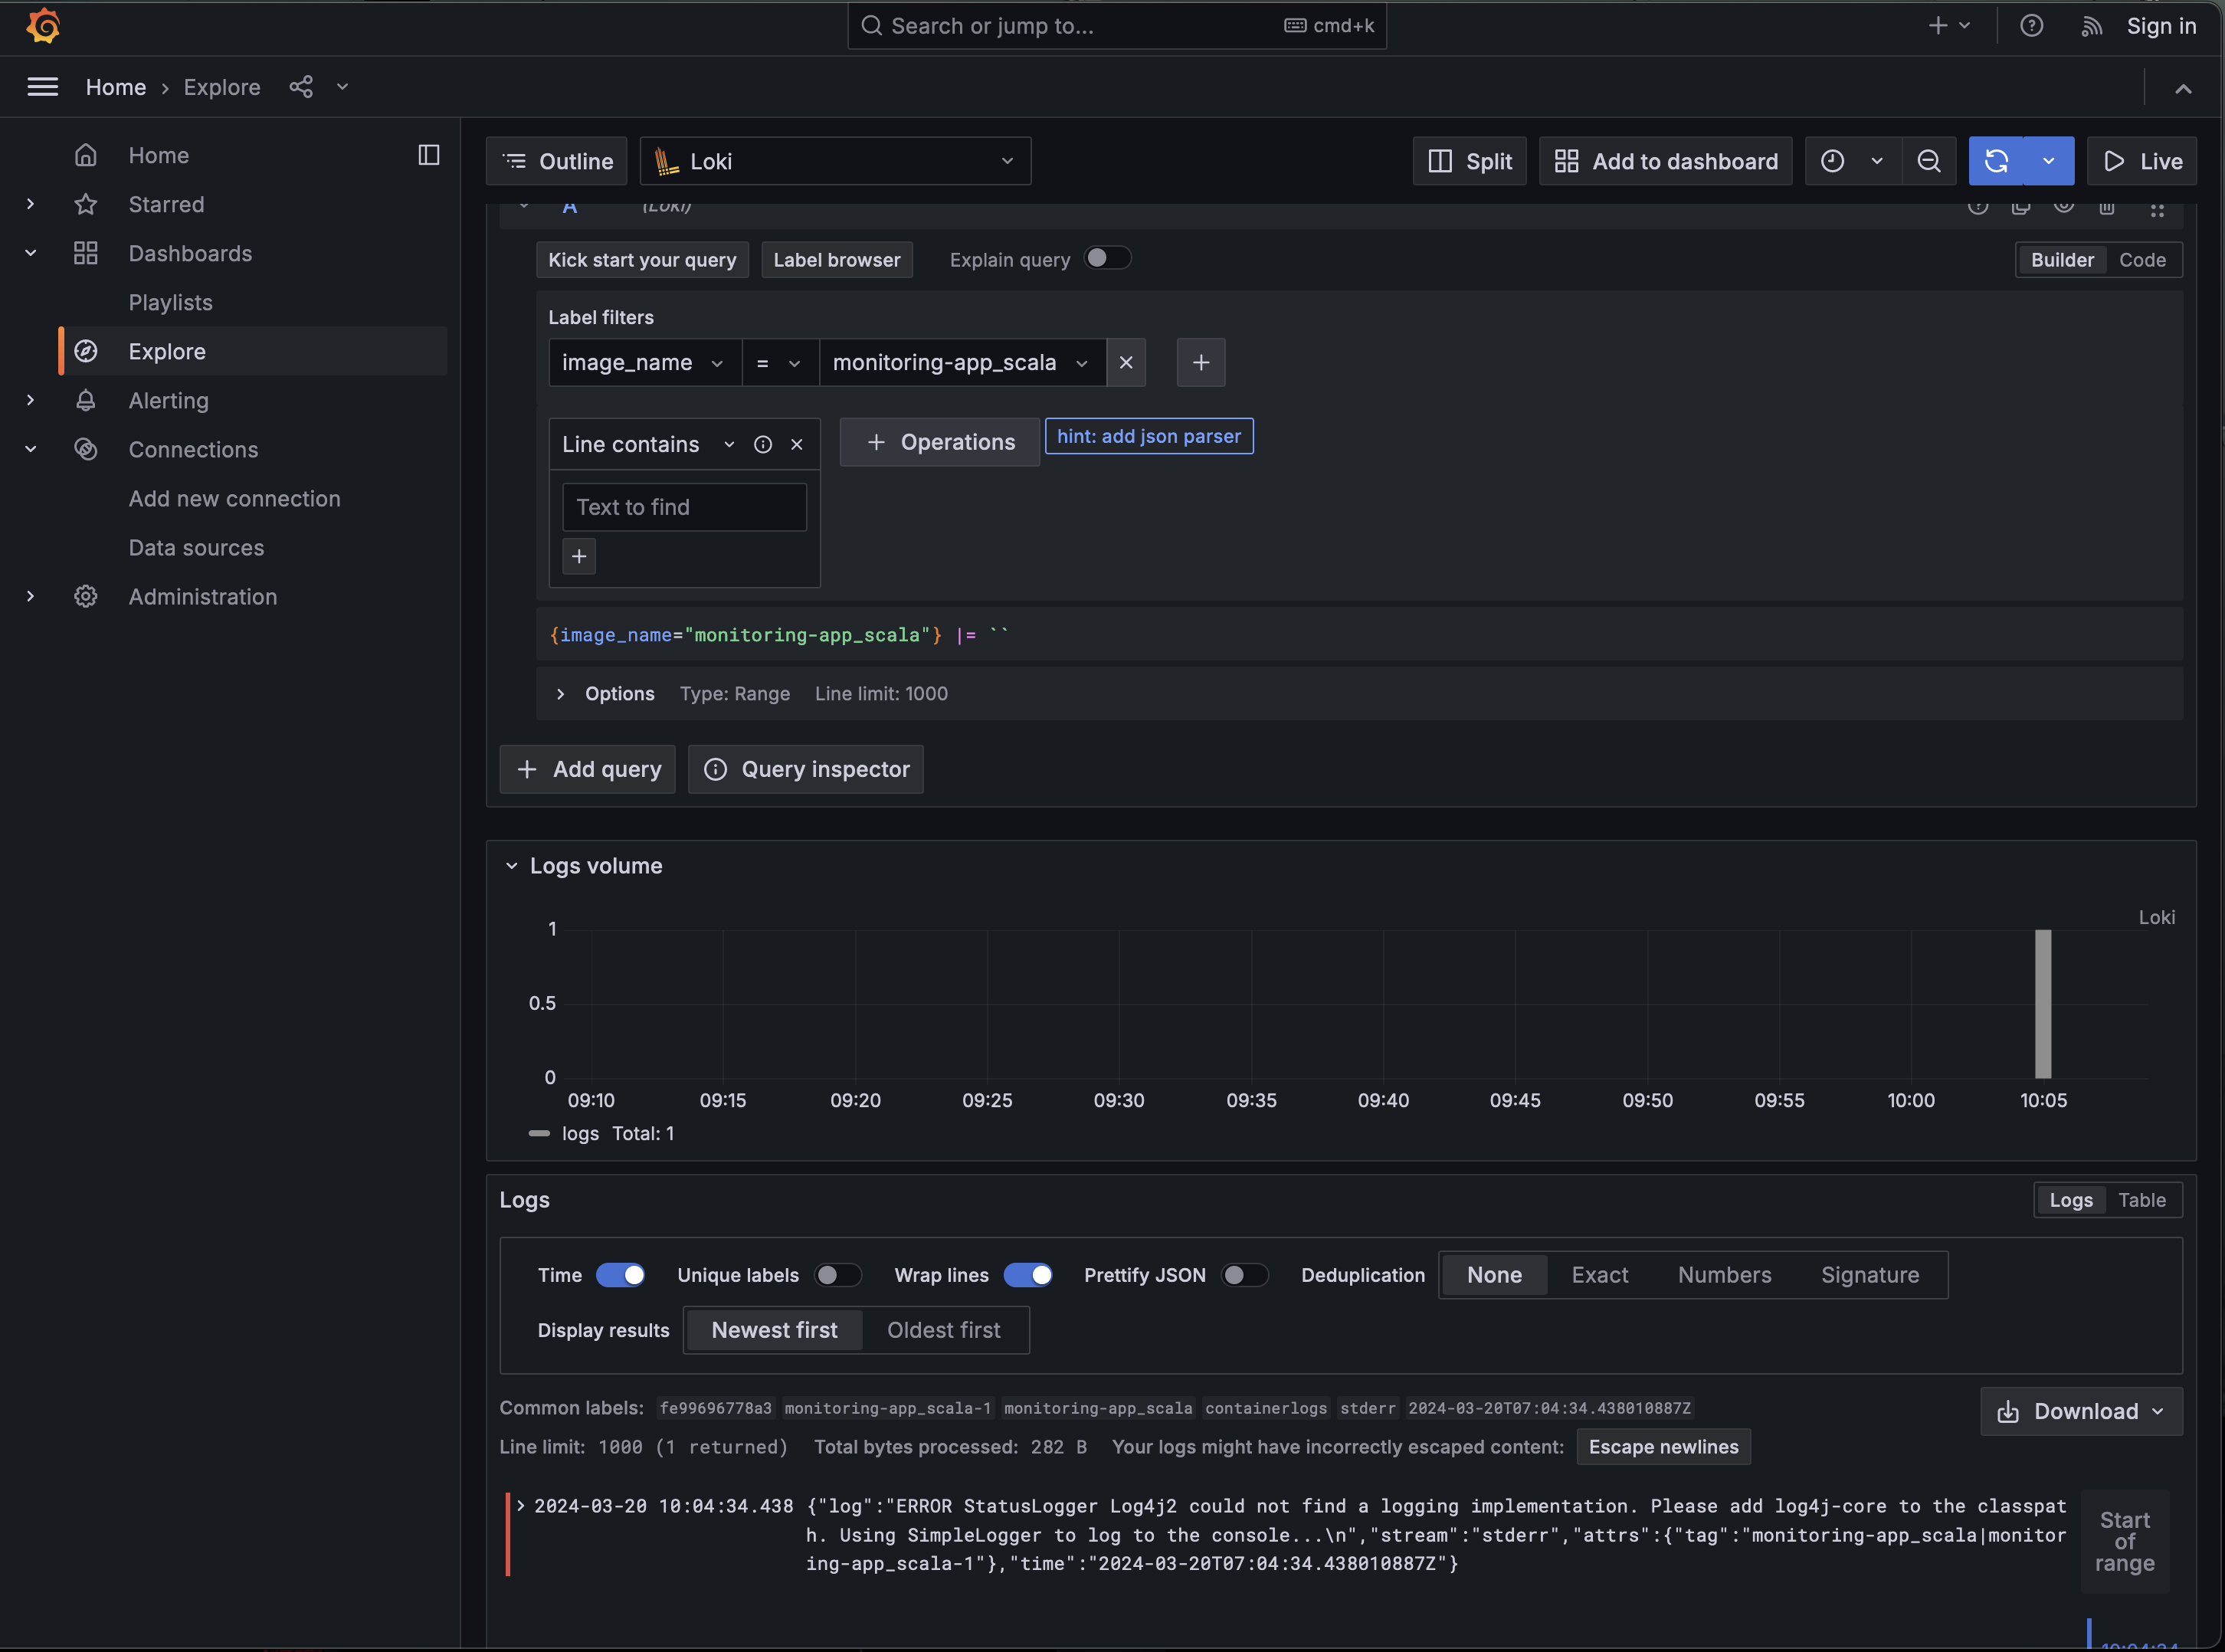 Search or jump to...
cmd+k
Sign in
Home
Explore
Home
Starred
Dashboards
Playlists
Explore
Alerting
Connections
Add new connection
Data sources
Administration
Outline
Loki
Split
Add to dashboard
Live
A (Loki)
Kick start your query
Label browser
Explain query
Builder
Code
Label filters
image_name
=
monitoring-app_scala
Line contains
Operations
hint: add json parser
Text to find
{image_name="monitoring-app_scala"} |= ``
Options Type: Range Line limit: 1000
Add query
Query inspector
Logs volume
Loki
1
0.5
0
09:10 09:15 09:20 09:25 09:30 09:35 09:40 09:45 09:50 09:55 10:00 10:05
logs Total: 1
Logs
Logs
Table
Time
Unique labels
Wrap lines
Prettify JSON
Deduplication
None
Exact
Numbers
Signature
Display results
Newest first
Oldest first
Common labels: fe99696778a3 monitoring-app_scala-1 monitoring-app_scala containerlogs stderr 2024-03-20T07:04:34.438010887Z
Download
Line limit: 1000 (1 returned) Total bytes processed: 282 B Your logs might have incorrectly escaped content: Escape newlines
2024-03-20 10:04:34.438 {"log":"ERROR StatusLogger Log4j2 could not find a logging implementation. Please add log4j-core to the classpat
h. Using SimpleLogger to log to the console...\n","stream":"stderr","attrs":{"tag":"monitoring-app_scala|monitor
ing-app_scala-1"},"time":"2024-03-20T07:04:34.438010887Z"}
Start
of
range
10:04:34